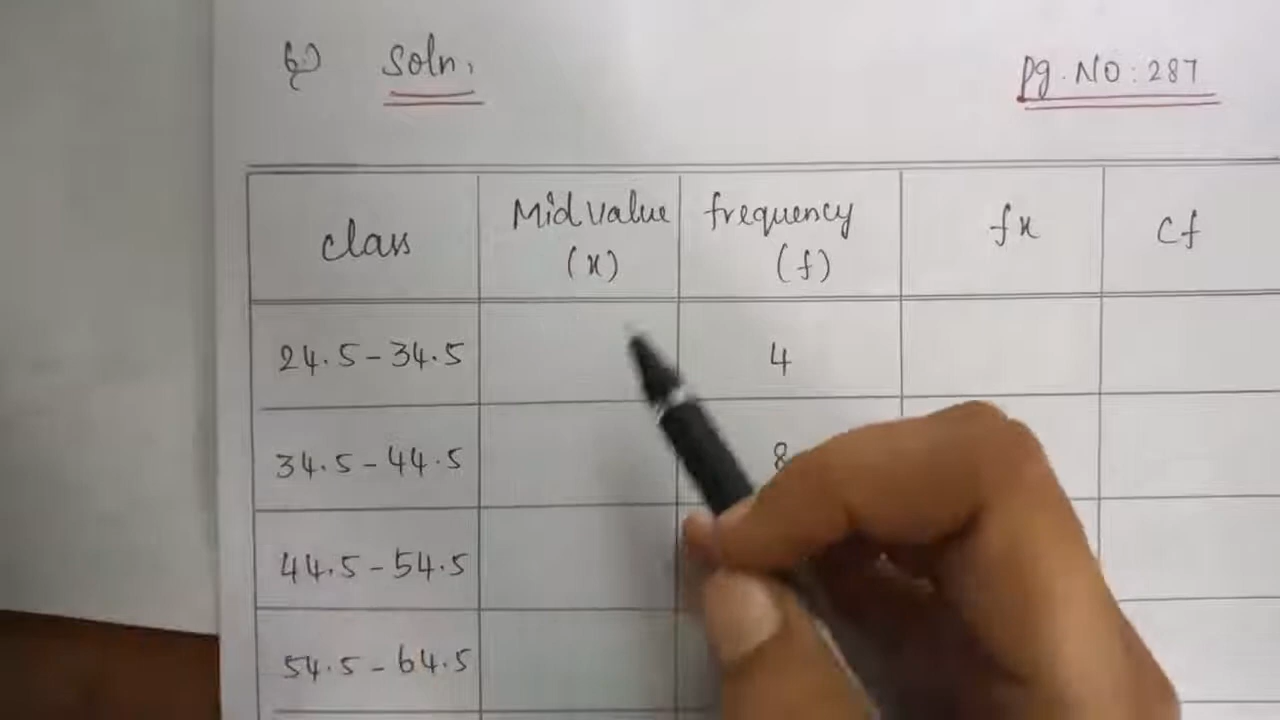 6) Soln. Pg. NO: 287
class Mid value (x) frequency (f) fx cf
24.5 - 34.5 4
34.5 - 44.5 8
44.5 - 54.5
54.5 - 64.5